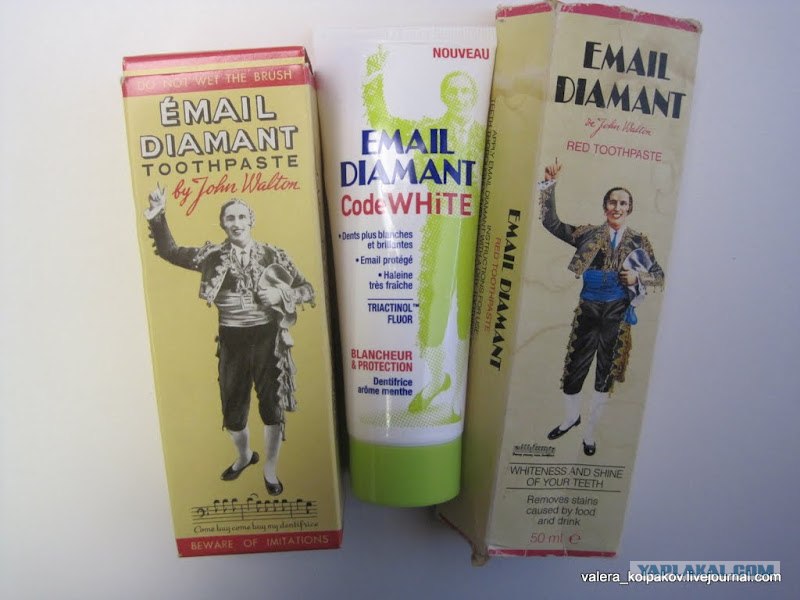 DO NOT WET THE BRUSH
ÉMAIL
DIAMANT
TOOTHPASTE
by John Walton
Come buy come buy my dentifrice
BEWARE OF IMITATIONS
NOUVEAU
EMAIL
DIAMANT
Code WHiTE
• Dents plus blanches
et brillantes
• Email protégé
• Haleine
très fraîche
TRIACTINOL™
FLUOR
BLANCHEUR
& PROTECTION
Dentifrice
arôme menthe
EMAIL DIAMANT
RED TOOTHPASTE
EMAIL
DIAMANT
de John Walton
RED TOOTHPASTE
WHITENESS AND SHINE
OF YOUR TEETH
Removes stains
caused by food
and drink
50 ml e
YAPLAKAL.COM
valera_kolpakov.livejournal.com